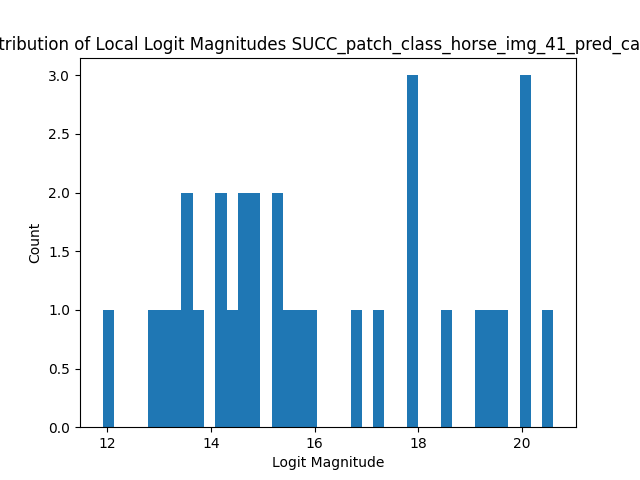 tribution of Local Logit Magnitudes SUCC_patch_class_horse_img_41_pred_ca
3.0
2.5
2.0
1.5
1.0
0.5
0.0
Count
12 14 16 18 20
Logit Magnitude